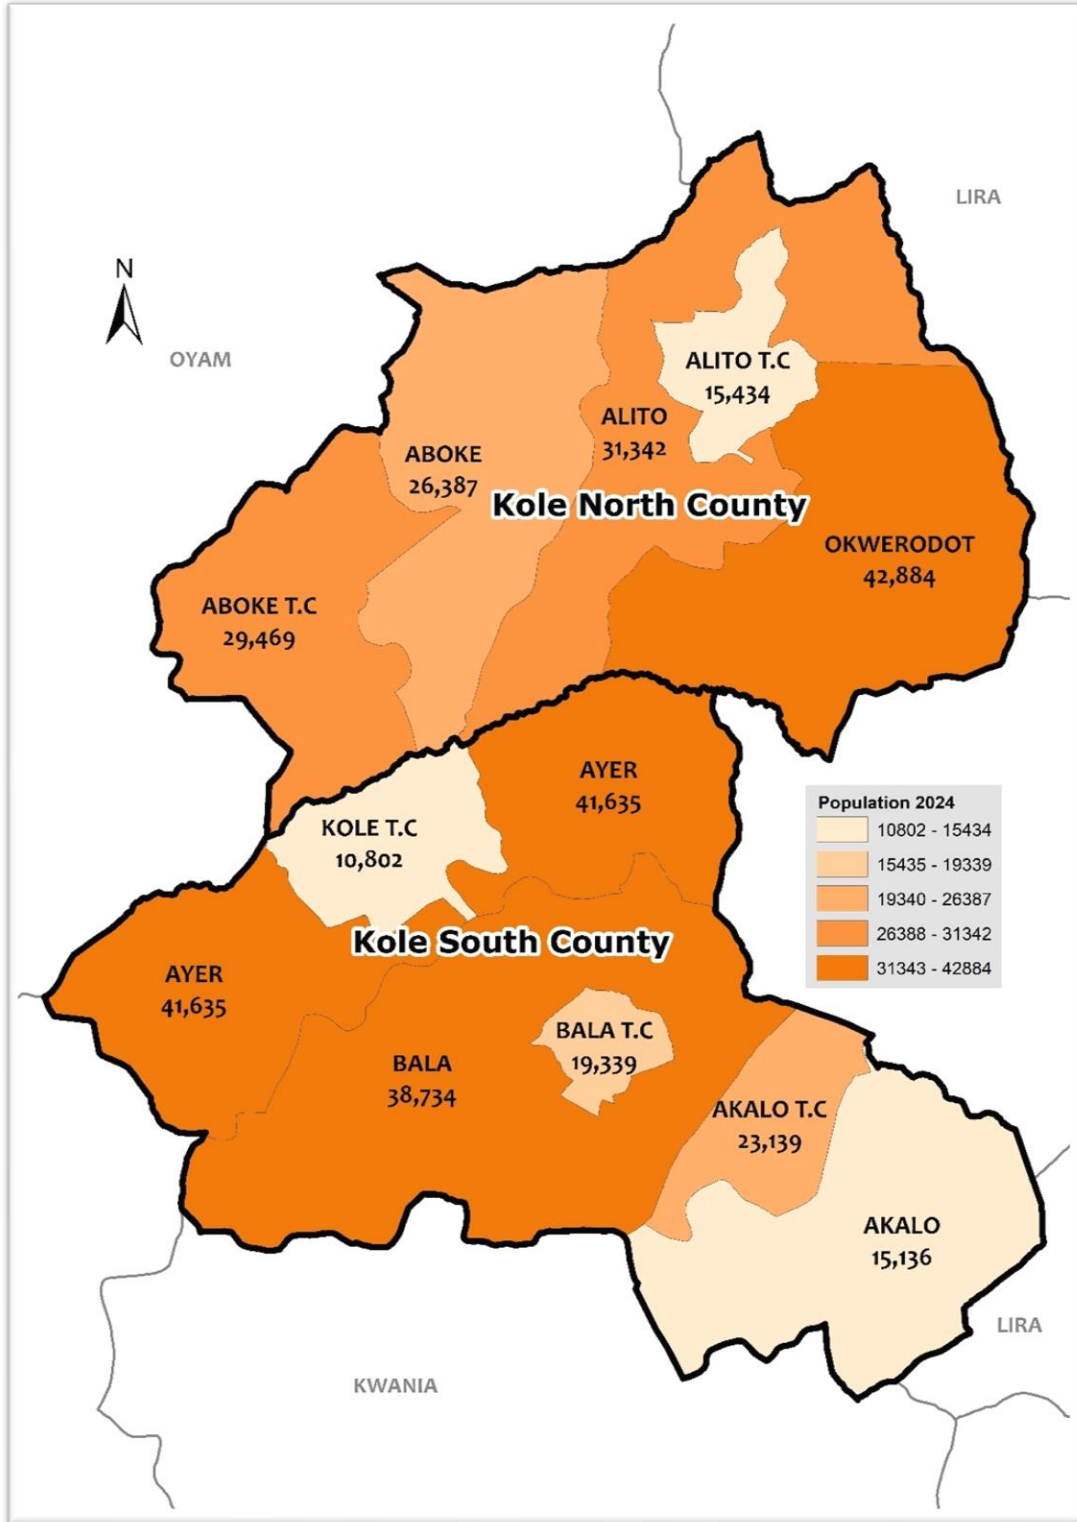 LIRA
N
OYAM
ALITO T.C
15,434
ALITO
31,342
ABOKE
26,387
Kole North County
OKWERODOT
42,884
ABOKE T.C
29,469
AYER
41,635
Population 2024
10802 - 15434
15435 - 19339
19340 - 26387
26388 - 31342
31343 - 42884
KOLE T.C
10,802
Kole South County
AYER
41,635
BALA T.C
19,339
BALA
38,734
AKALO T.C
23,139
AKALO
15,136
LIRA
KWANIA